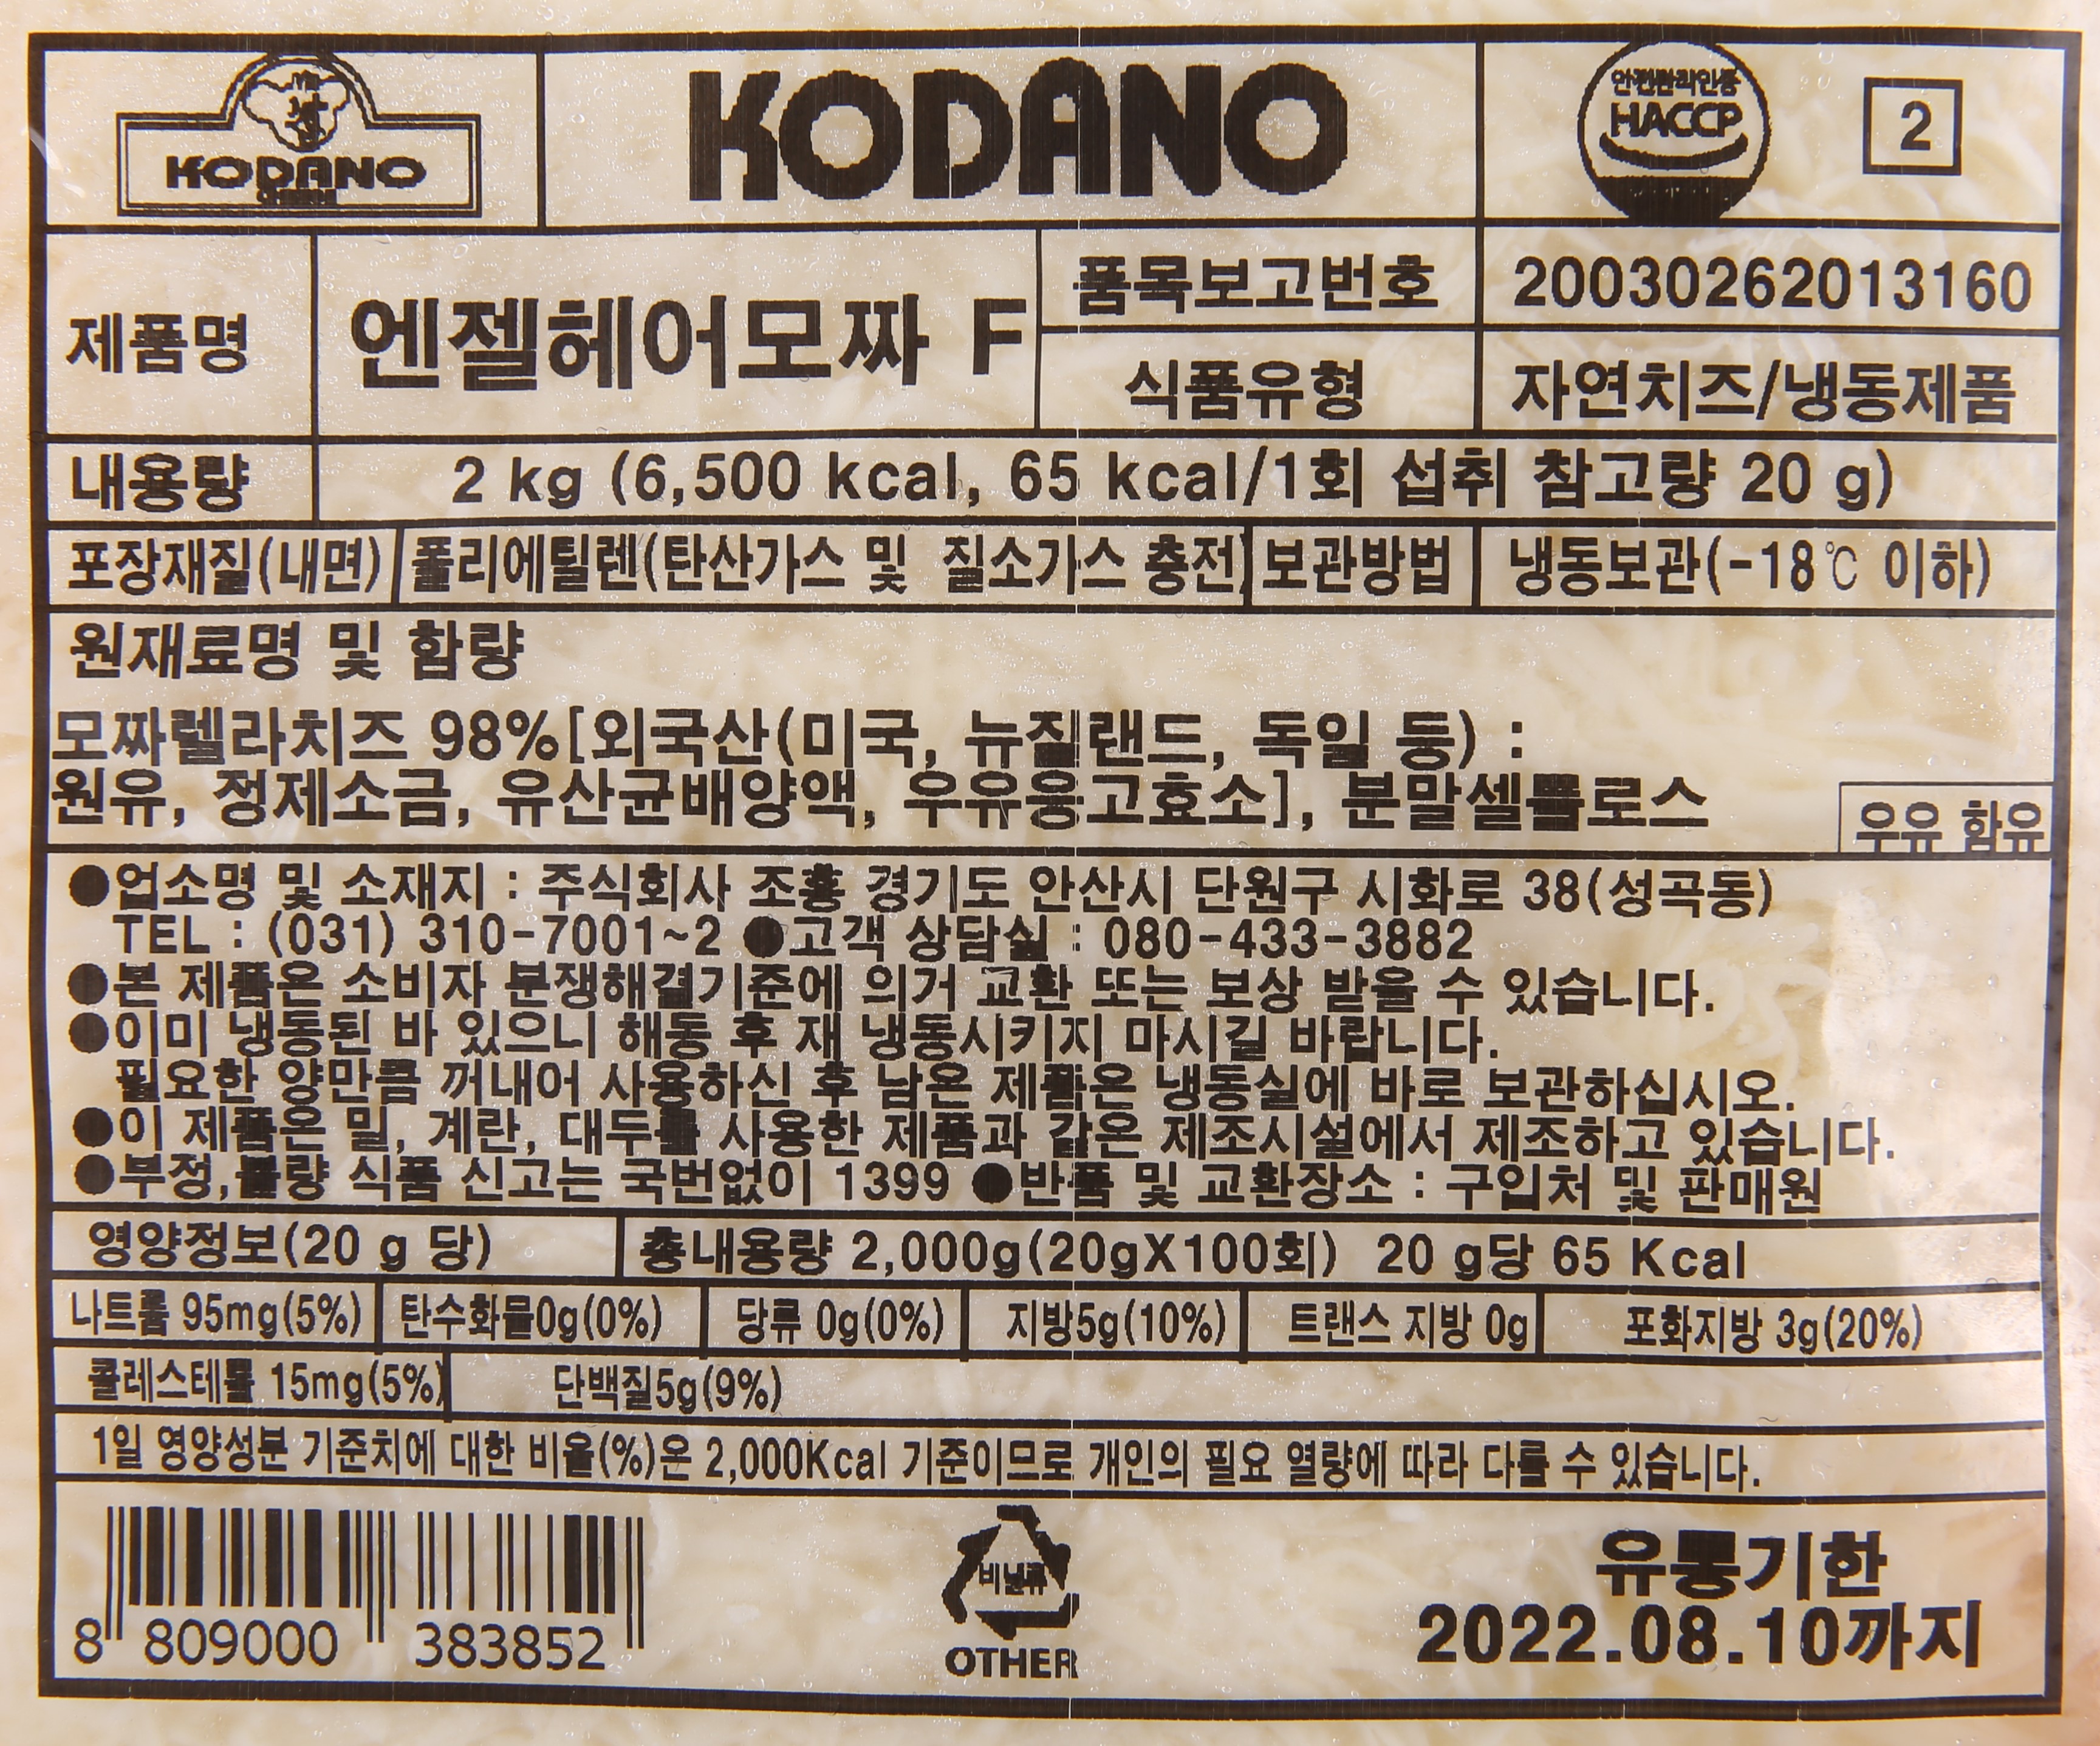 KODANO
KODANO
안전관리인증
HACCP
2
제품명
엔젤헤어모짜 F
품목보고번호
20030262013160
식품유형
자연치즈/냉동제품
내용량
2 kg (6,500 kcal, 65 kcal/1회 섭취 참고량 20 g)
포장재질(내면) 폴리에틸렌(탄산가스 및 질소가스 충전) 보관방법 냉동보관(-18℃ 이하)
원재료명 및 함량
모짜렐라치즈 98%[외국산(미국, 뉴질랜드, 독일 등) :
원유, 정제소금, 유산균배양액, 우유응고효소], 분말셀룰로스
우유 함유
●업소명 및 소재지 : 주식회사 조흥 경기도 안산시 단원구 시화로 38(성곡동)
TEL : (031) 310-7001~2 ●고객 상담실 : 080-433-3882
●본 제품은 소비자 분쟁해결기준에 의거 교환 또는 보상 받을 수 있습니다.
●이미 냉동된 바 있으니 해동 후 재 냉동시키지 마시길 바랍니다.
필요한 양만큼 꺼내어 사용하신 후 남은 제품은 냉동실에 바로 보관하십시오.
●이 제품은 밀, 계란, 대두를 사용한 제품과 같은 제조시설에서 제조하고 있습니다.
●부정,불량 식품 신고는 국번없이 1399 ●반품 및 교환장소 : 구입처 및 판매원
영양정보(20 g 당) 총내용량 2,000g(20gX100회) 20 g당 65 Kcal
나트륨 95mg(5%) 탄수화물0g(0%) 당류 0g(0%) 지방5g(10%) 트랜스 지방 0g 포화지방 3g(20%)
콜레스테롤 15mg(5%) 단백질5g(9%)
1일 영양성분 기준치에 대한 비율(%)은 2,000Kcal 기준이므로 개인의 필요 열량에 따라 다를 수 있습니다.
8 809000 383852
비닐류
OTHER
유통기한
2022.08.10까지